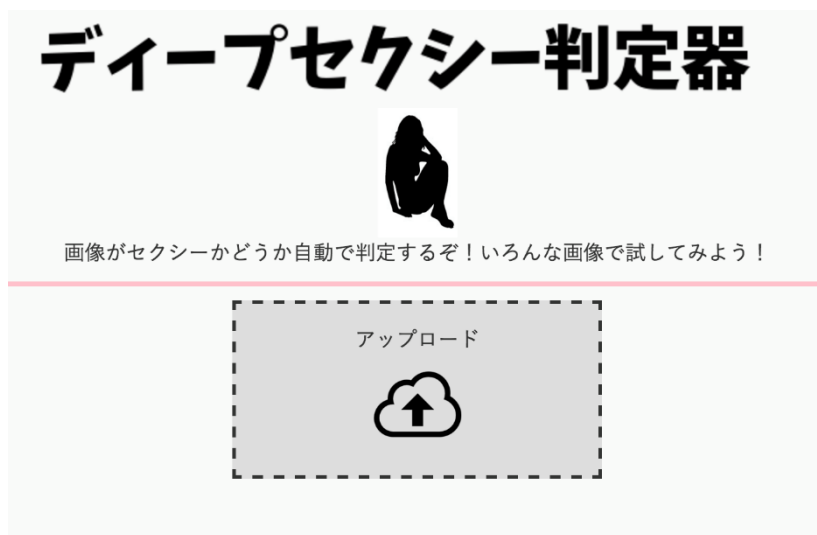 ディープセクシー判定器
画像がセクシーかどうか自動で判定するぞ！いろんな画像で試してみよう！
アップロード